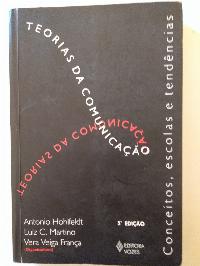 TEORIAS DA COMUNICAÇÃO
TEORIAS DA COMUNICAÇÃO
Conceitos, escolas e tendências
Antonio Hohlfeldt
Luiz C. Martino
Vera Veiga França
(Organizadores)
5ª EDIÇÃO
EDITORA
VOZES